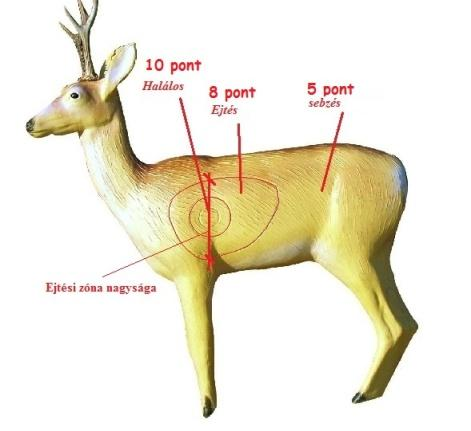 10 pont
Halálos
8 pont
Ejtés
5 pont
sebzés
Ejtési zóna nagysága